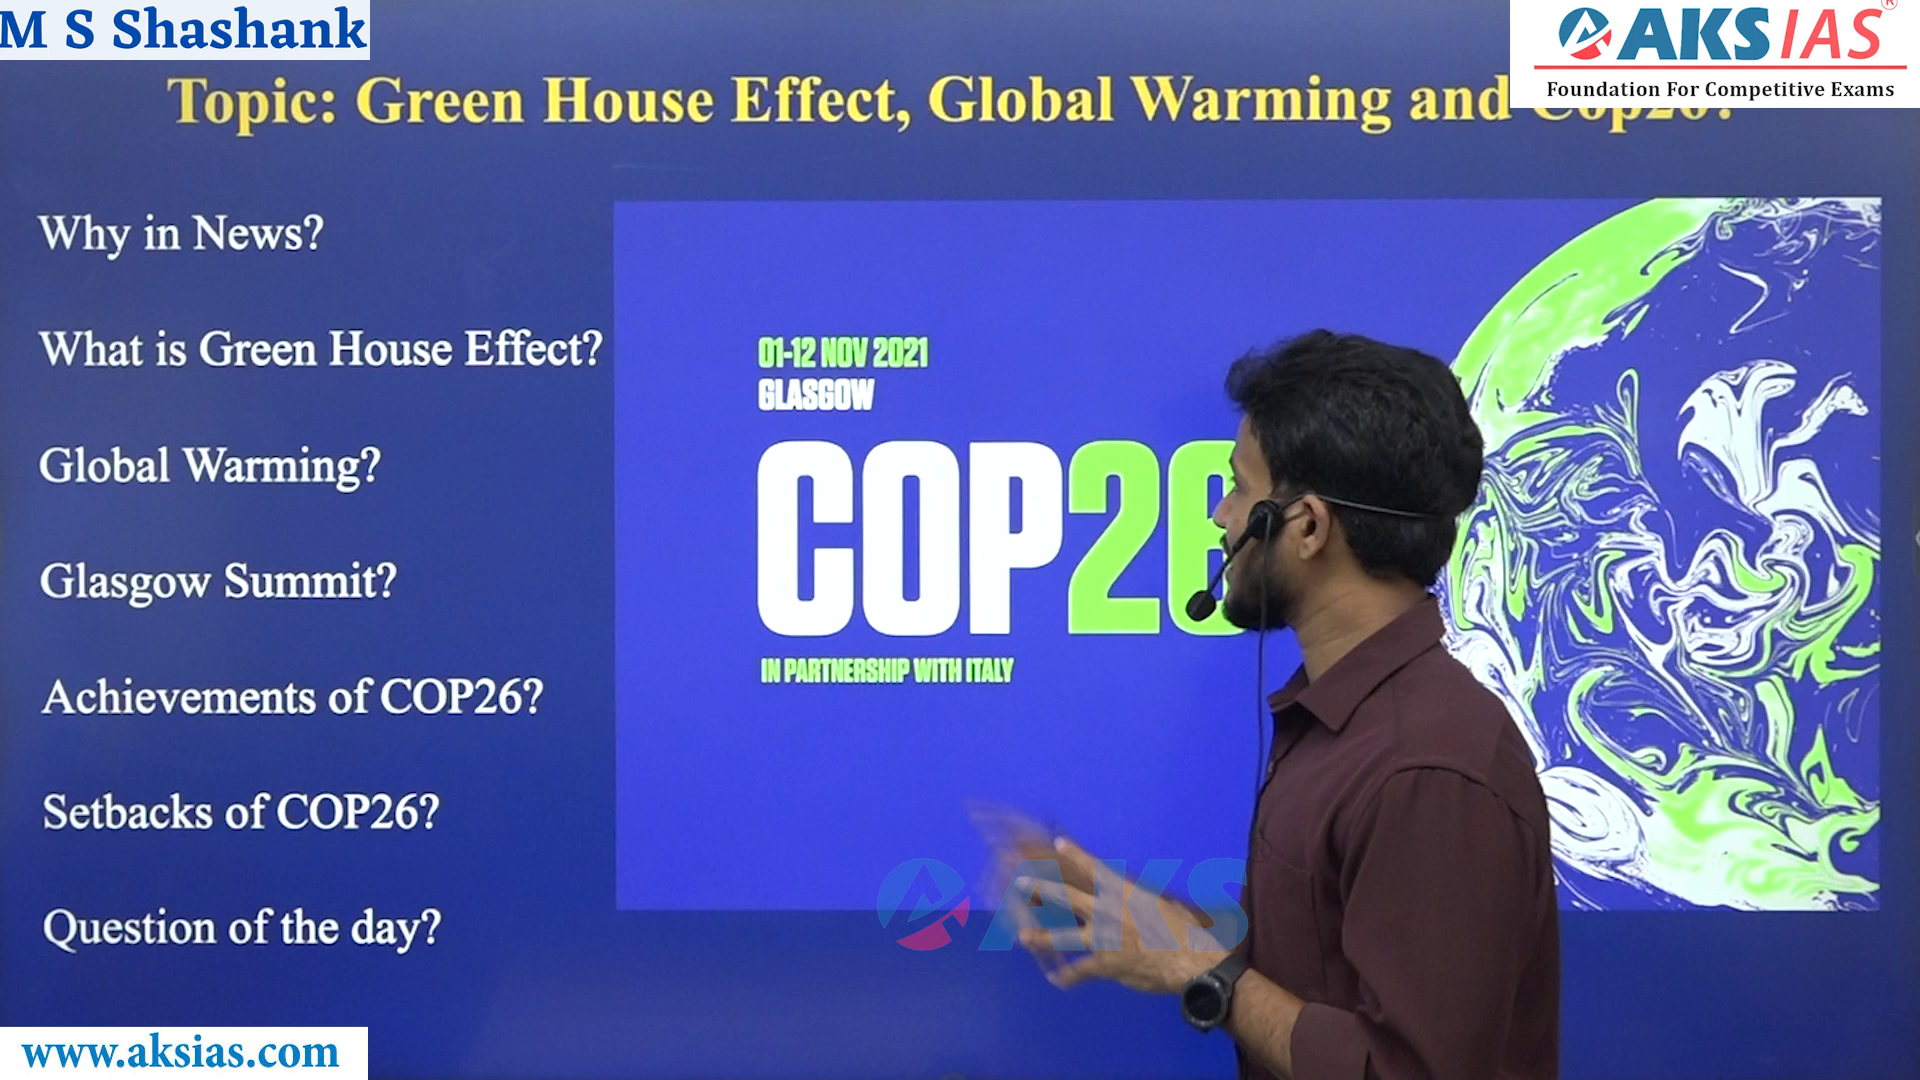 M S Shashank
AKS IAS
®
Foundation For Competitive Exams
Topic: Green House Effect, Global Warming and Cop26?
Why in News?
What is Green House Effect?
Global Warming?
Glasgow Summit?
Achievements of COP26?
Setbacks of COP26?
Question of the day?
01-12 NOV 2021
GLASGOW
COP26
IN PARTNERSHIP WITH ITALY
AKS
www.aksias.com